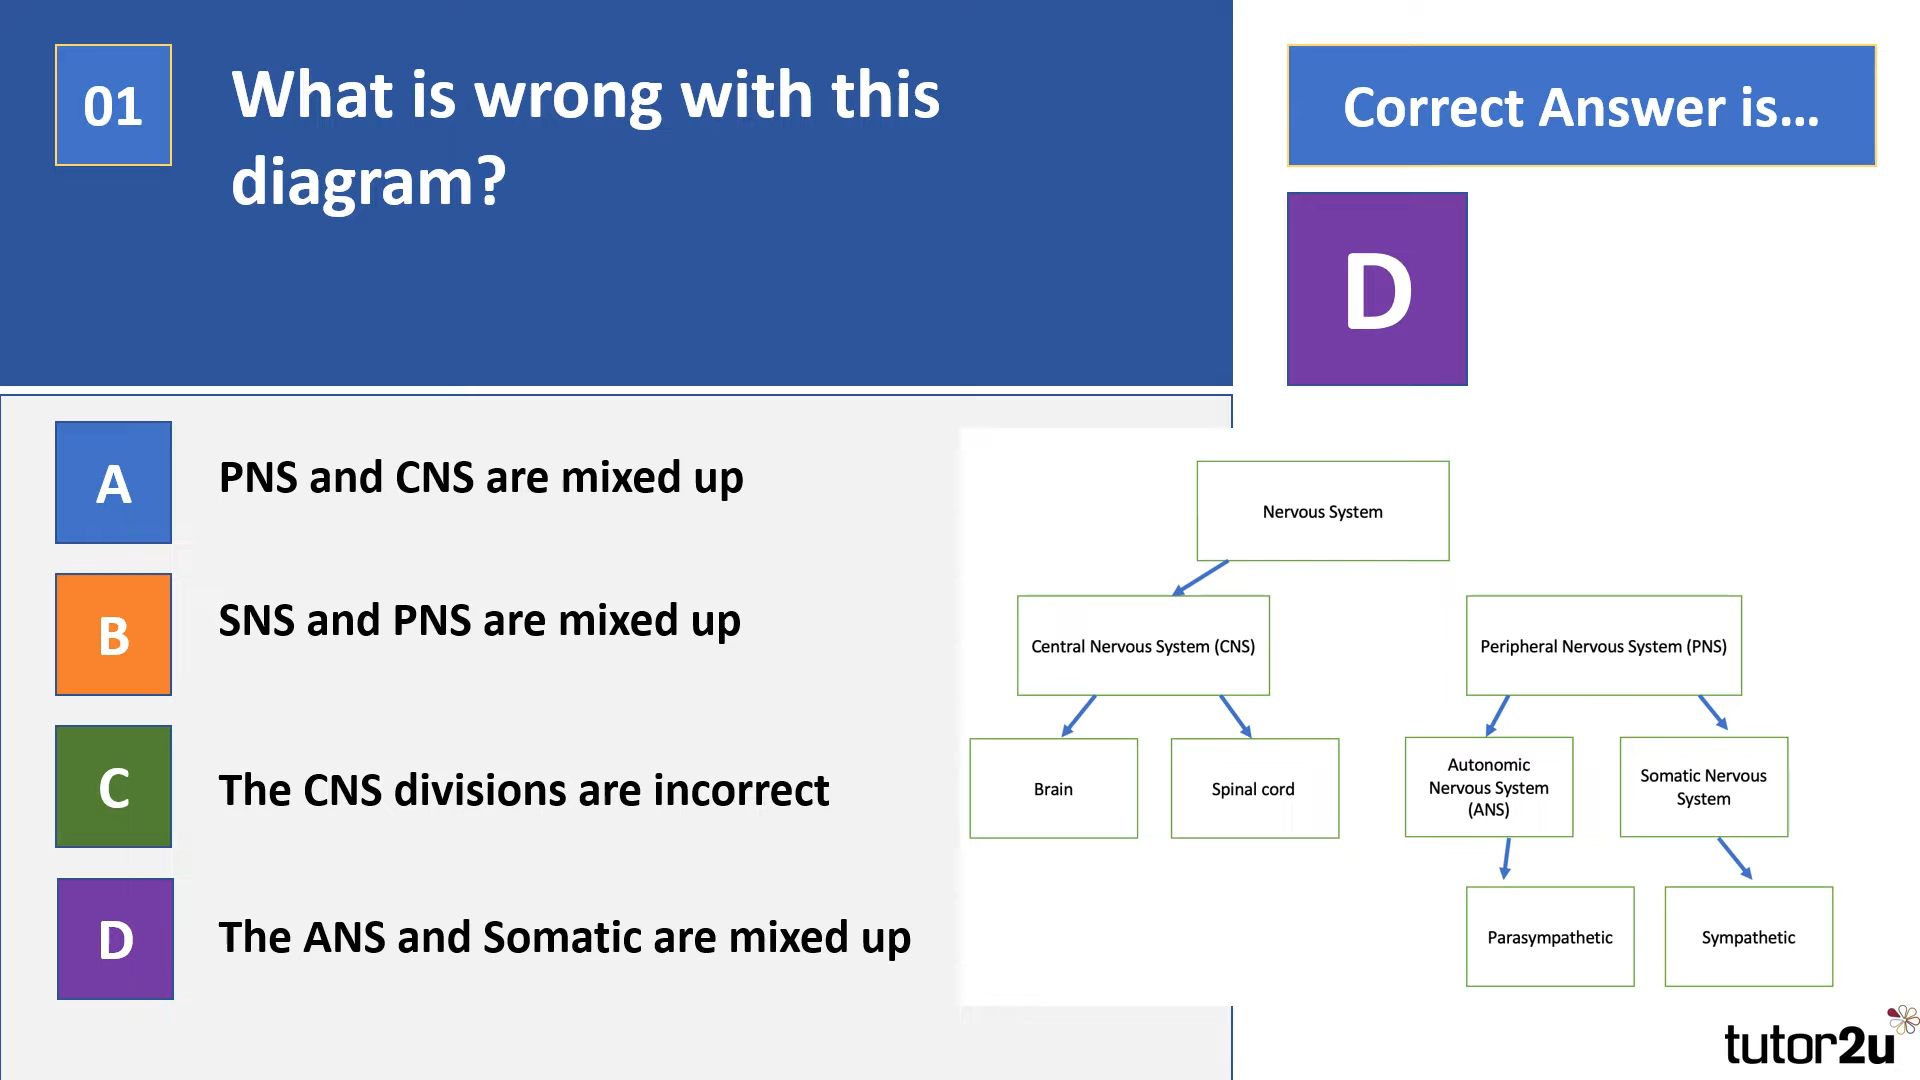 01
What is wrong with this
diagram?
Correct Answer is...
D
A
PNS and CNS are mixed up
B
SNS and PNS are mixed up
C
The CNS divisions are incorrect
D
The ANS and Somatic are mixed up
Nervous System
Central Nervous System (CNS)
Peripheral Nervous System (PNS)
Brain
Spinal cord
Autonomic
Nervous System
(ANS)
Somatic Nervous
System
Parasympathetic
Sympathetic
tutor2u